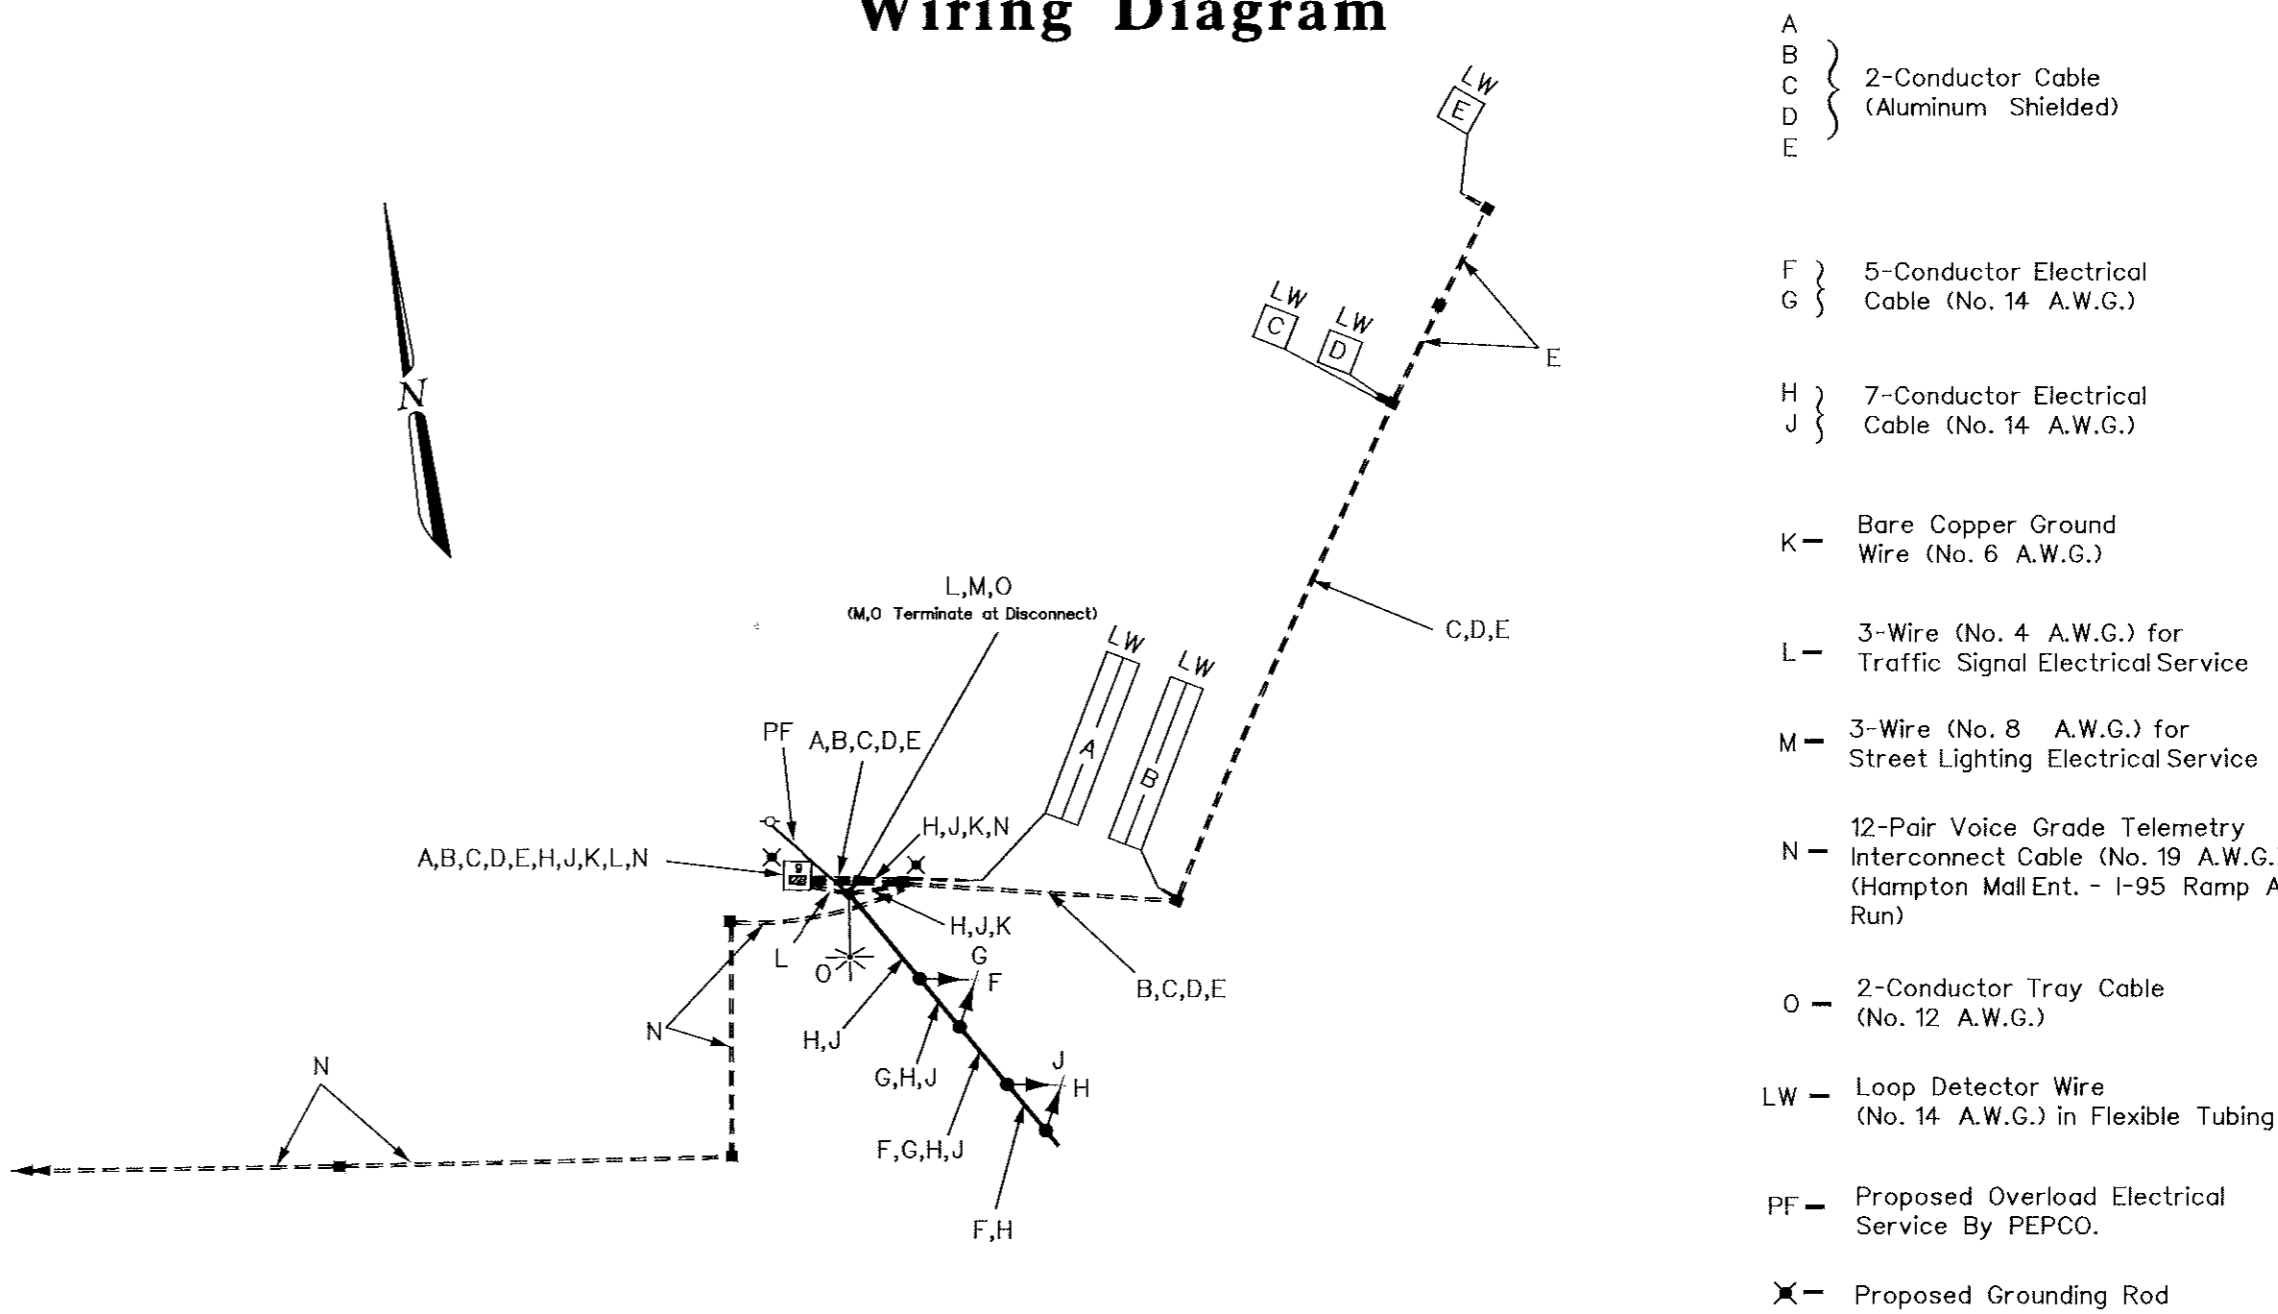 Wiring Diagram
LW
E
LW
C
LW
D
E
N
C,D,E
L,M,O
(M,O Terminate at Disconnect)
LW
A
LW
B
PF
A,B,C,D,E
H,J,K,N
A,B,C,D,E,H,J,K,L,N
9
H,J,K
L
O
G
F
B,C,D,E
N
H,J
G,H,J
J
H
N
F,G,H,J
F,H
A
B
C
D
E
2-Conductor Cable
(Aluminum Shielded)
F
G
5-Conductor Electrical
Cable (No. 14 A.W.G.)
H
J
7-Conductor Electrical
Cable (No. 14 A.W.G.)
K — Bare Copper Ground
Wire (No. 6 A.W.G.)
L — 3-Wire (No. 4 A.W.G.) for
Traffic Signal Electrical Service
M — 3-Wire (No. 8 A.W.G.) for
Street Lighting Electrical Service
N — 12-Pair Voice Grade Telemetry
Interconnect Cable (No. 19 A.W.G.
(Hampton Mall Ent. - I-95 Ramp A
Run)
O — 2-Conductor Tray Cable
(No. 12 A.W.G.)
LW — Loop Detector Wire
(No. 14 A.W.G.) in Flexible Tubing
PF — Proposed Overload Electrical
Service By PEPCO.
— Proposed Grounding Rod